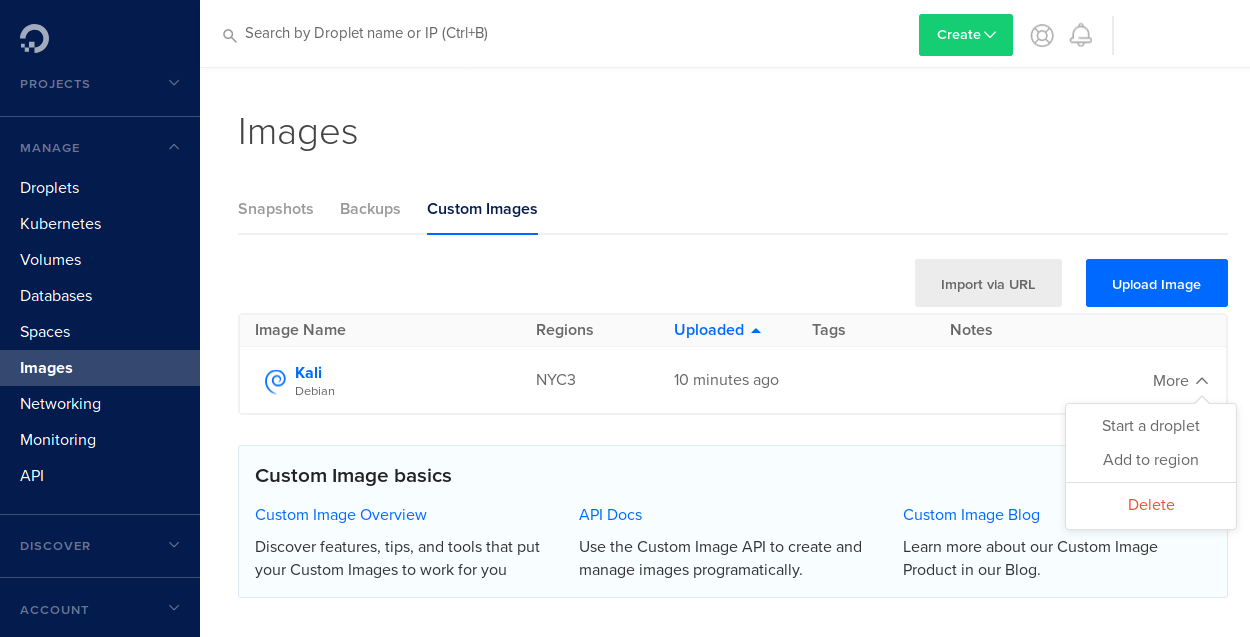 Search by Droplet name or IP (Ctrl+B)
Create
PROJECTS
MANAGE
Droplets
Kubernetes
Volumes
Databases
Spaces
Images
Networking
Monitoring
API
DISCOVER
ACCOUNT
Images
Snapshots Backups Custom Images
Import via URL Upload Image
Image Name Regions Uploaded Tags Notes
Kali
Debian
NYC3 10 minutes ago More
Start a droplet
Add to region
Delete
Custom Image basics
Custom Image Overview
Discover features, tips, and tools that put
your Custom Images to work for you
API Docs
Use the Custom Image API to create and
manage images programatically.
Custom Image Blog
Learn more about our Custom Image
Product in our Blog.